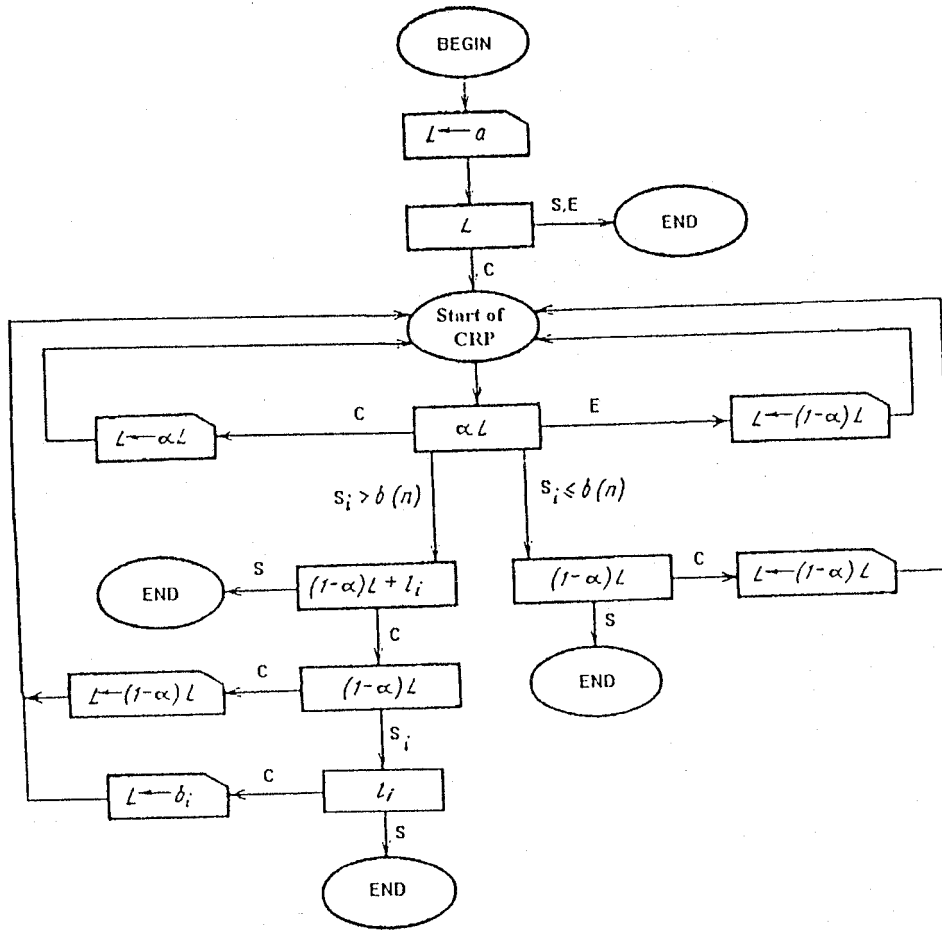 BEGIN
L ← a
L
S,E
END
C
Start of
CRP
C
αL
E
L ← αL
L ← (1-α)L
S_i > b(n)
S_i ≤ b(n)
END
S
(1-α)L + l_i
(1-α)L
C
L ← (1-α)L
C
S
L ← (1-α)L
C
(1-α)L
END
S_i
L ← b_i
C
l_i
S
END